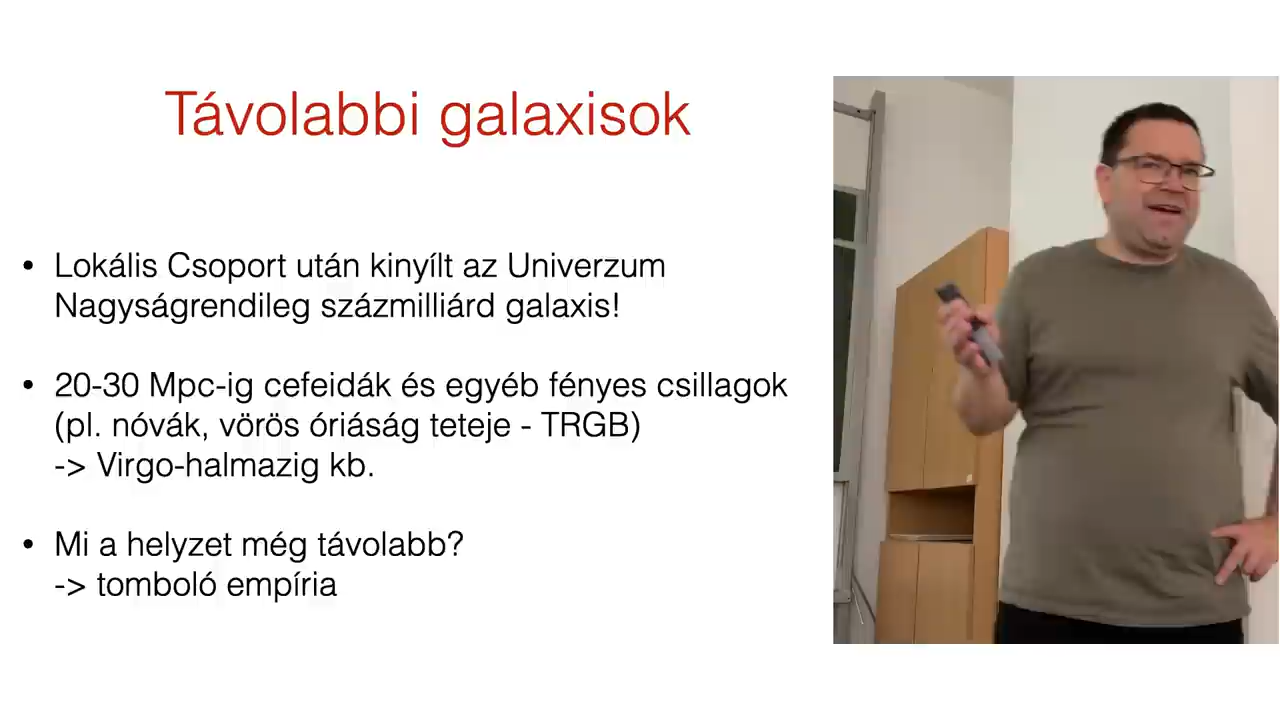 Távolabbi galaxisok
• Lokális Csoport után kinyílt az Univerzum
Nagyságrendileg százmilliárd galaxis!
• 20-30 Mpc-ig cefeidák és egyéb fényes csillagok
(pl. nóvák, vörös óriáság teteje - TRGB)
-> Virgo-halmazig kb.
• Mi a helyzet még távolabb?
-> tomboló empíria